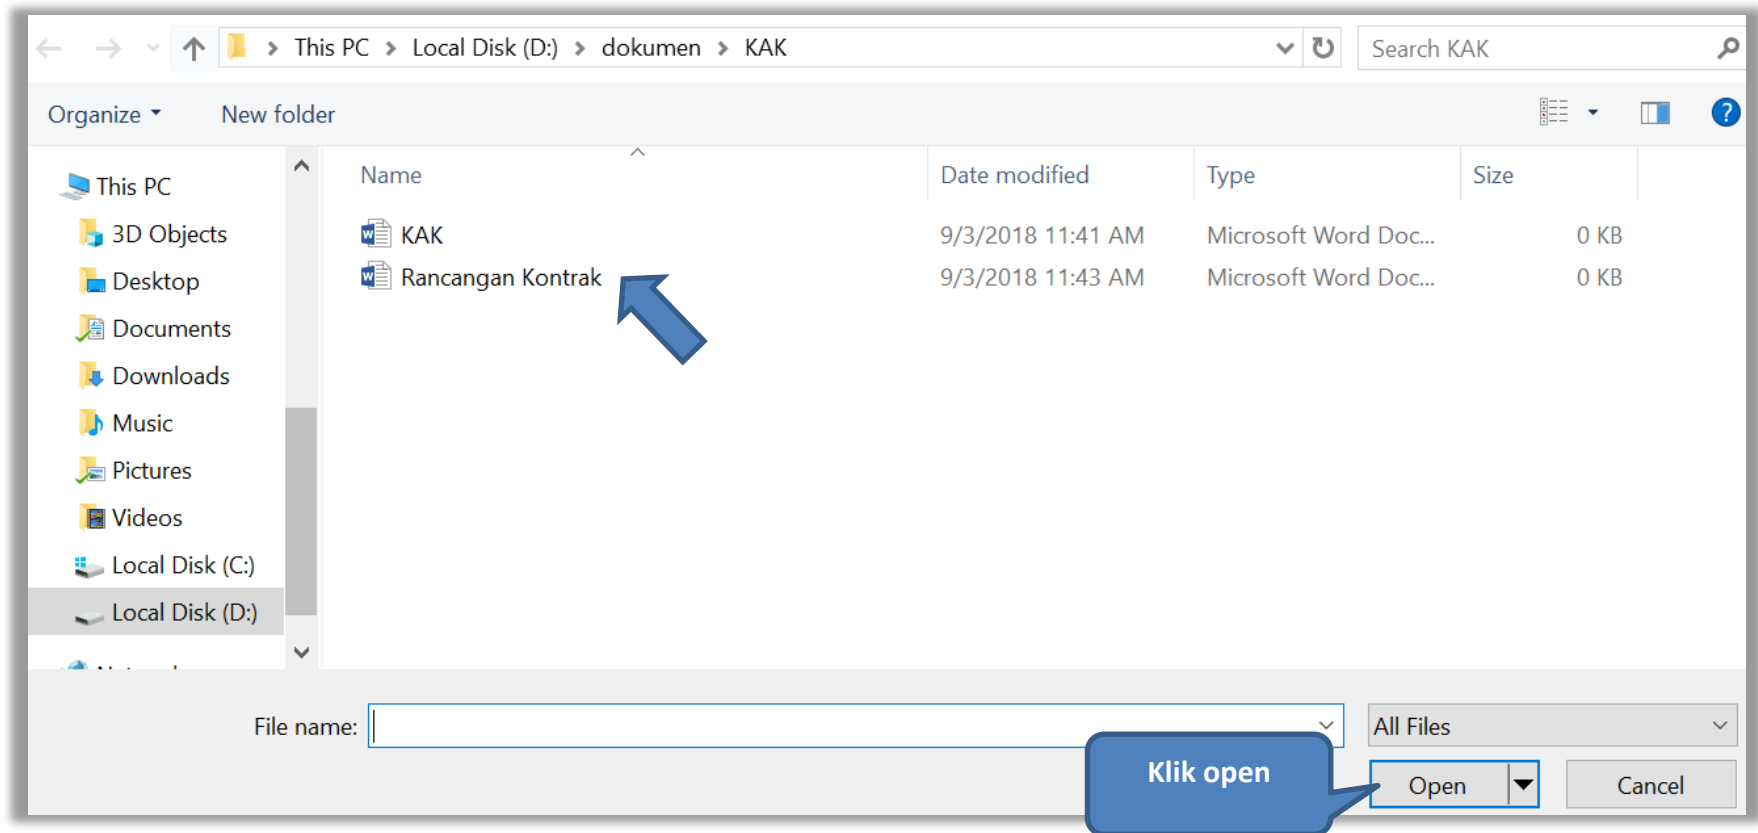 This PC > Local Disk (D:) > dokumen > KAK
Search KAK
Organize
New folder
Name Date modified Type Size
KAK 9/3/2018 11:41 AM Microsoft Word Doc... 0 KB
Rancangan Kontrak 9/3/2018 11:43 AM Microsoft Word Doc... 0 KB
This PC
3D Objects
Desktop
Documents
Downloads
Music
Pictures
Videos
Local Disk (C:)
Local Disk (D:)
File name:
All Files
Klik open
Open
Cancel